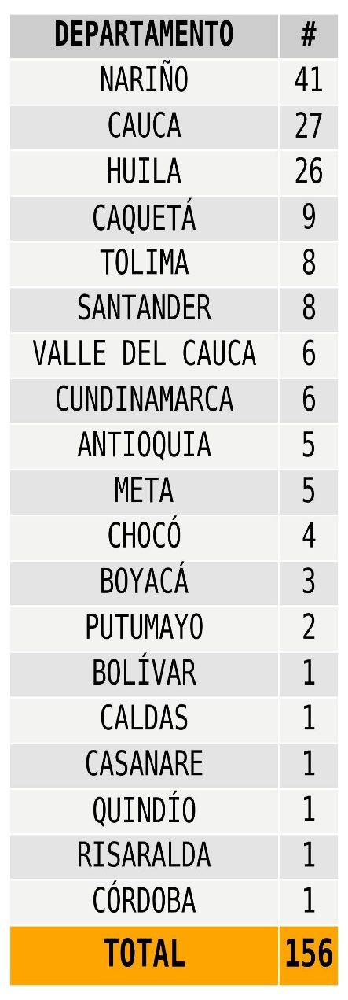 DEPARTAMENTO #
NARIÑO 41
CAUCA 27
HUILA 26
CAQUETÁ 9
TOLIMA 8
SANTANDER 8
VALLE DEL CAUCA 6
CUNDINAMARCA 6
ANTIOQUIA 5
META 5
CHOCÓ 4
BOYACÁ 3
PUTUMAYO 2
BOLÍVAR 1
CALDAS 1
CASANARE 1
QUINDÍO 1
RISARALDA 1
CÓRDOBA 1
TOTAL 156